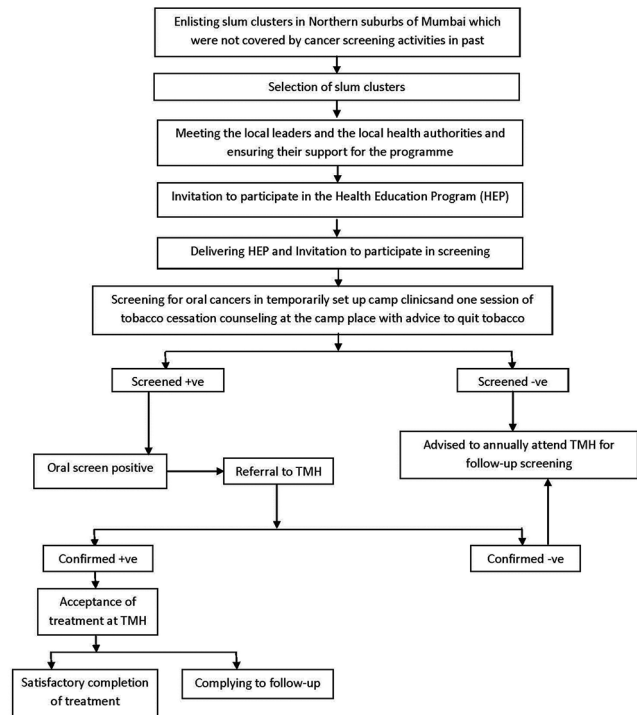 Enlisting slum clusters in Northern suburbs of Mumbai which
were not covered by cancer screening activities in past
Selection of slum clusters
Meeting the local leaders and the local health authorities and
ensuring their support for the programme
Invitation to participate in the Health Education Program (HEP)
Delivering HEP and Invitation to participate in screening
Screening for oral cancers in temporarily set up camp clinicsand one session of
tobacco cessation counseling at the camp place with advice to quit tobacco
Screened +ve
Screened -ve
Oral screen positive
Referral to TMH
Advised to annually attend TMH for
follow-up screening
Confirmed +ve
Confirmed -ve
Acceptance of
treatment at TMH
Satisfactory completion
of treatment
Complying to follow-up